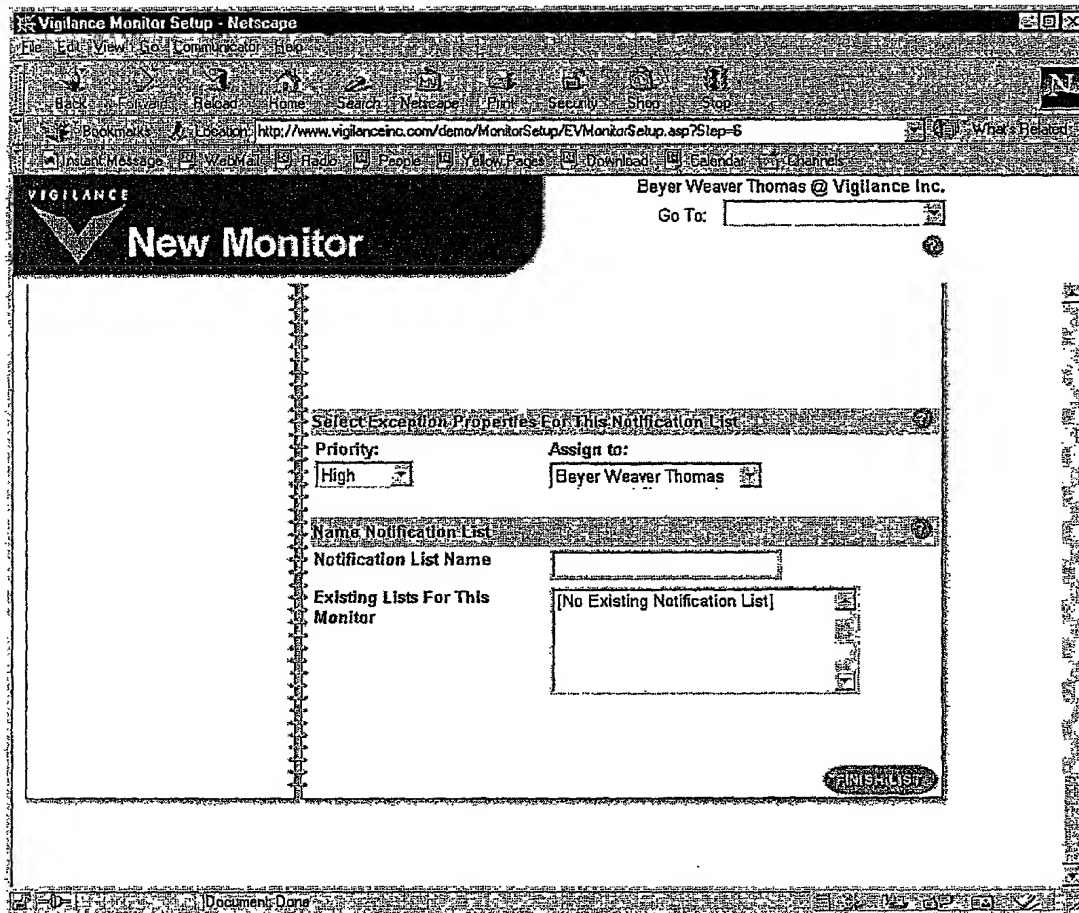 Vigilance Monitor Setup - Netscape
File Edit View Go Communicator Help
Back Forward Reload Home Search Netscape Print Security Shop Stop
N
Bookmarks Location: http://www.vigilanceinc.com/demo/MonitorSetup/EVMonitorSetup.asp?Step=6 What's Related
Instant Message WebMail Radio People Yellow Pages Download Calendar Channels
VIGILANCE
New Monitor
Beyer Weaver Thomas @ Vigilance Inc.
Go To:
?
Select Exception Properties For This Notification List ?
Priority: Assign to:
High Beyer Weaver Thomas
Name Notification List ?
Notification List Name
Existing Lists For This Monitor
[No Existing Notification List]
FINISH LIST
Document: Done